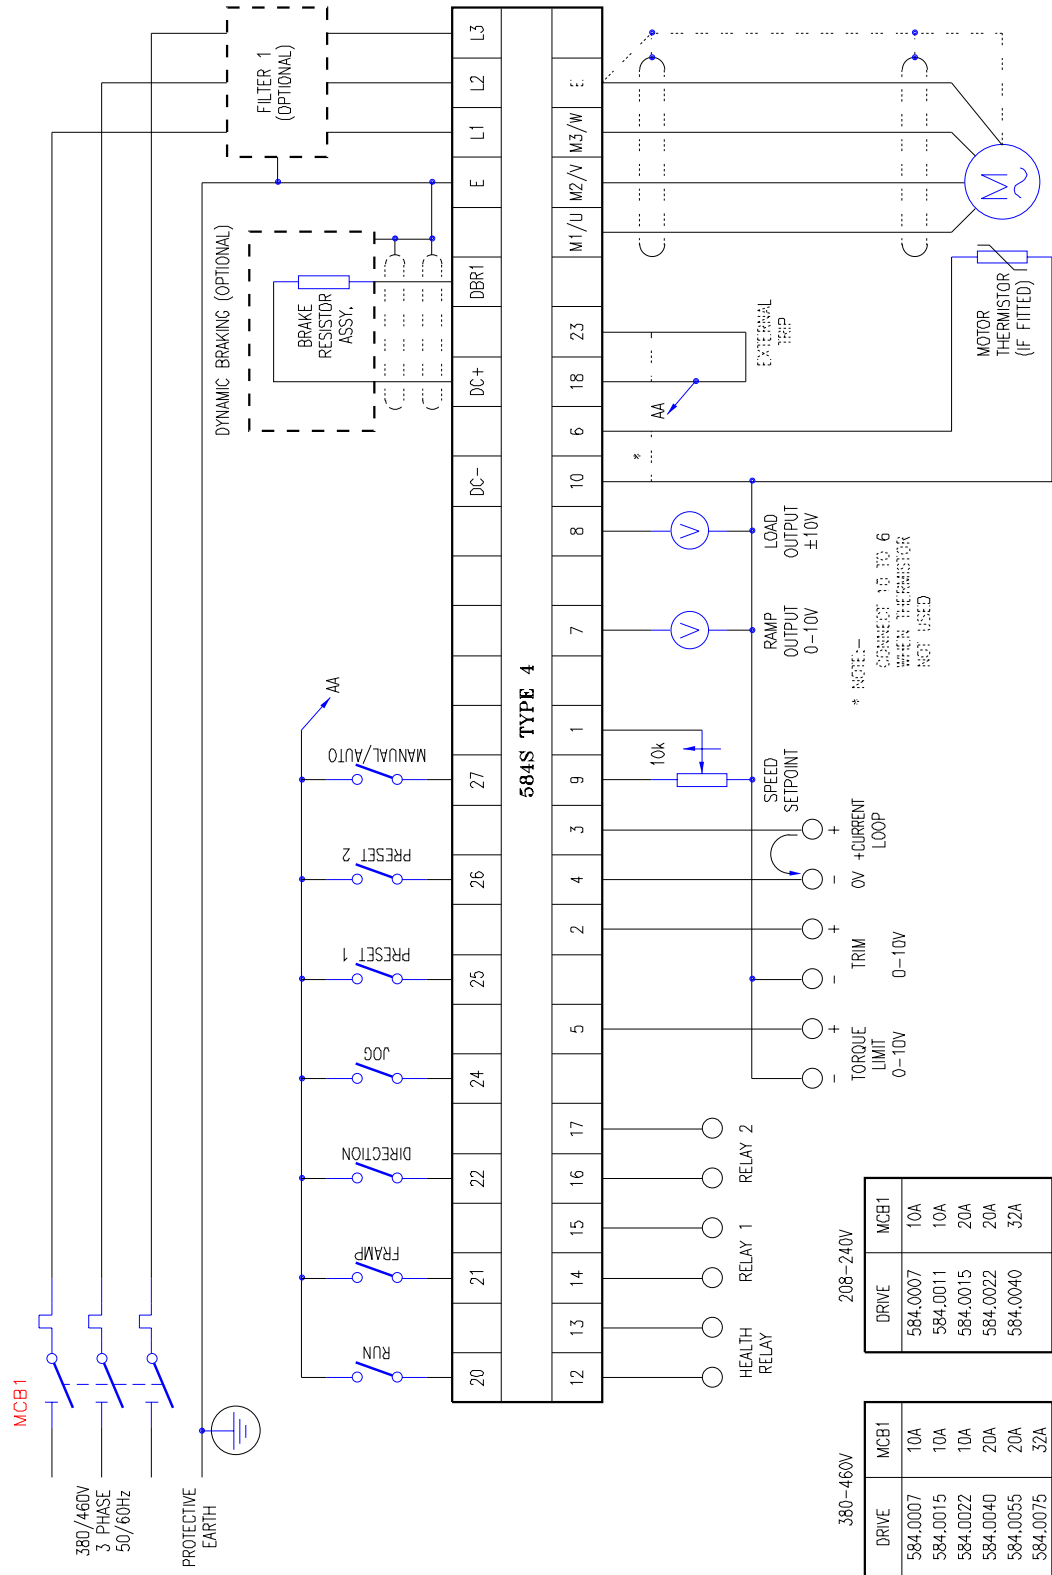 MCB1
380/460V
3 PHASE
50/60Hz
PROTECTIVE
EARTH
FILTER 1
(OPTIONAL)
DYNAMIC BRAKING (OPTIONAL)
BRAKE
RESISTOR
ASSY.
AA
RUN
FRAMP
DIRECTION
JOG
PRESET 1
PRESET 2
MANUAL/AUTO
20
21
22
24
25
26
27
DC-
DC+
DBR1
E
L1
L2
L3
584S TYPE 4
12
13
14
15
16
17
5
2
4
3
9
1
7
8
10
6
18
23
M1/U
M2/V
M3/W
E
HEALTH
RELAY
RELAY 1
RELAY 2
- +
TORQUE
LIMIT
0-10V
- +
TRIM
0-10V
- +
0V +CURRENT
LOOP
10k
SPEED
SETPOINT
V
RAMP
OUTPUT
0-10V
V
LOAD
OUTPUT
±10V
*
AA
EXTERNAL
TRIP
M
MOTOR
THERMISTOR
(IF FITTED)
* NOTE:-
CONNECT 10 TO 6
WHEN THERMISTOR
NOT USED
380-460V
DRIVE MCB1
584.0007 10A
584.0015 10A
584.0022 10A
584.0040 20A
584.0055 20A
584.0075 32A
208-240V
DRIVE MCB1
584.0007 10A
584.0011 10A
584.0015 20A
584.0022 20A
584.0040 32A